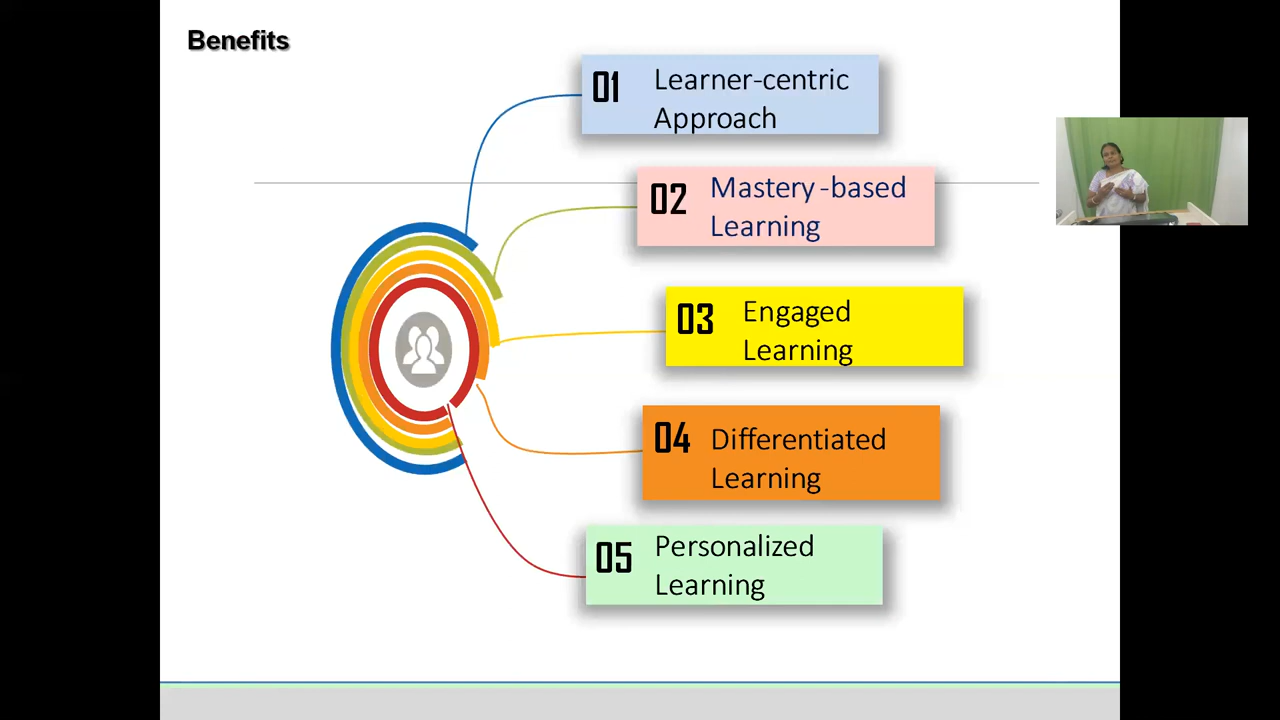 Benefits
01
Learner-centric
Approach
02
Mastery-based
Learning
03
Engaged
Learning
04
Differentiated
Learning
05
Personalized
Learning